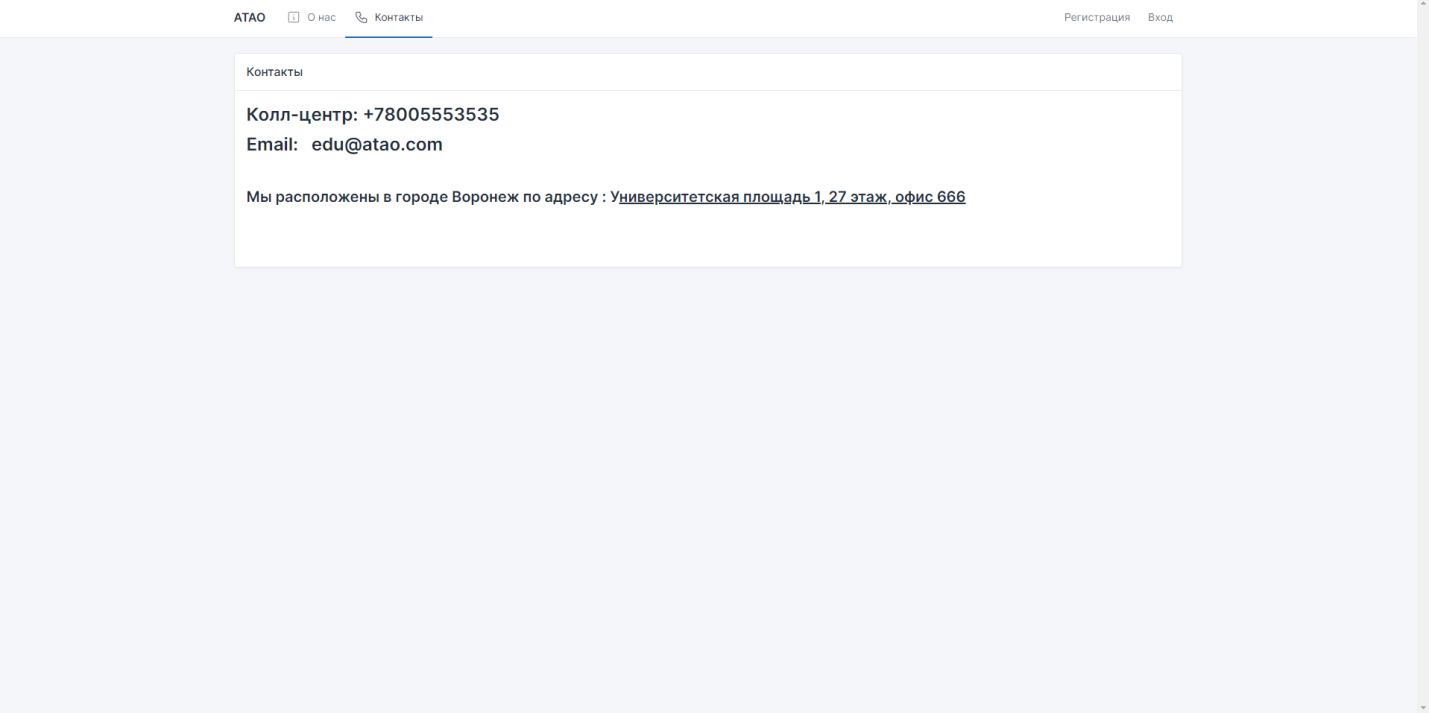 ATAO О нас Контакты Регистрация Вход
Контакты
Колл-центр: +78005553535
Email: edu@atao.com
Мы расположены в городе Воронеж по адресу : Университетская площадь 1, 27 этаж, офис 666